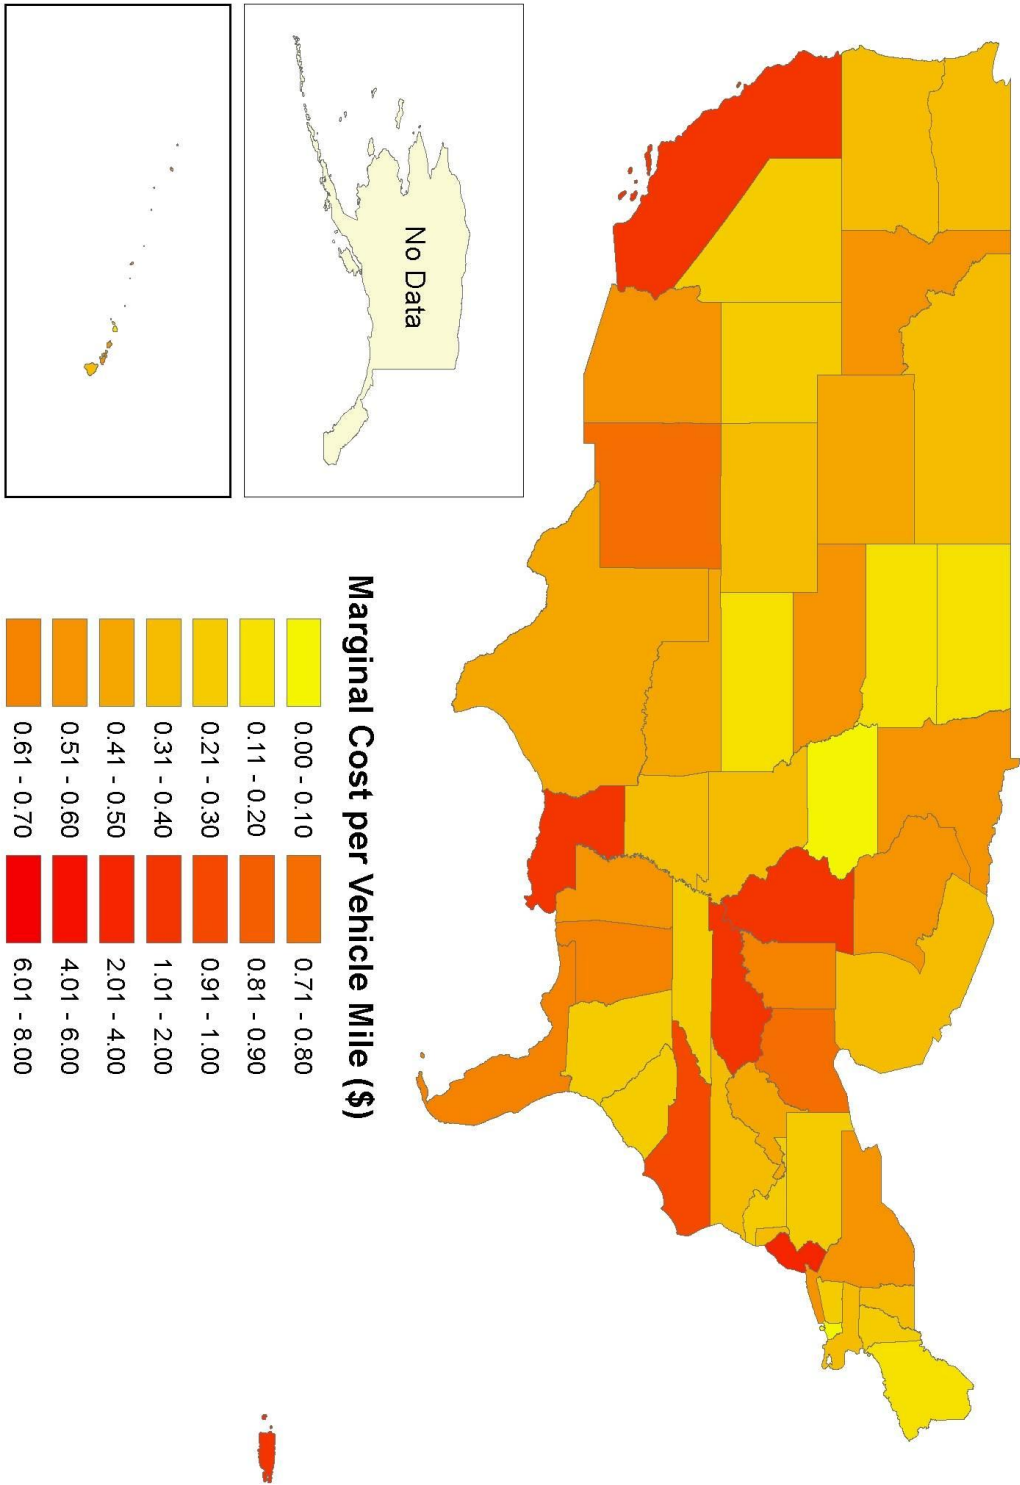 No Data
Marginal Cost per Vehicle Mile ($)
0.00 - 0.10
0.11 - 0.20
0.21 - 0.30
0.31 - 0.40
0.41 - 0.50
0.51 - 0.60
0.61 - 0.70
0.71 - 0.80
0.81 - 0.90
0.91 - 1.00
1.01 - 2.00
2.01 - 4.00
4.01 - 6.00
6.01 - 8.00